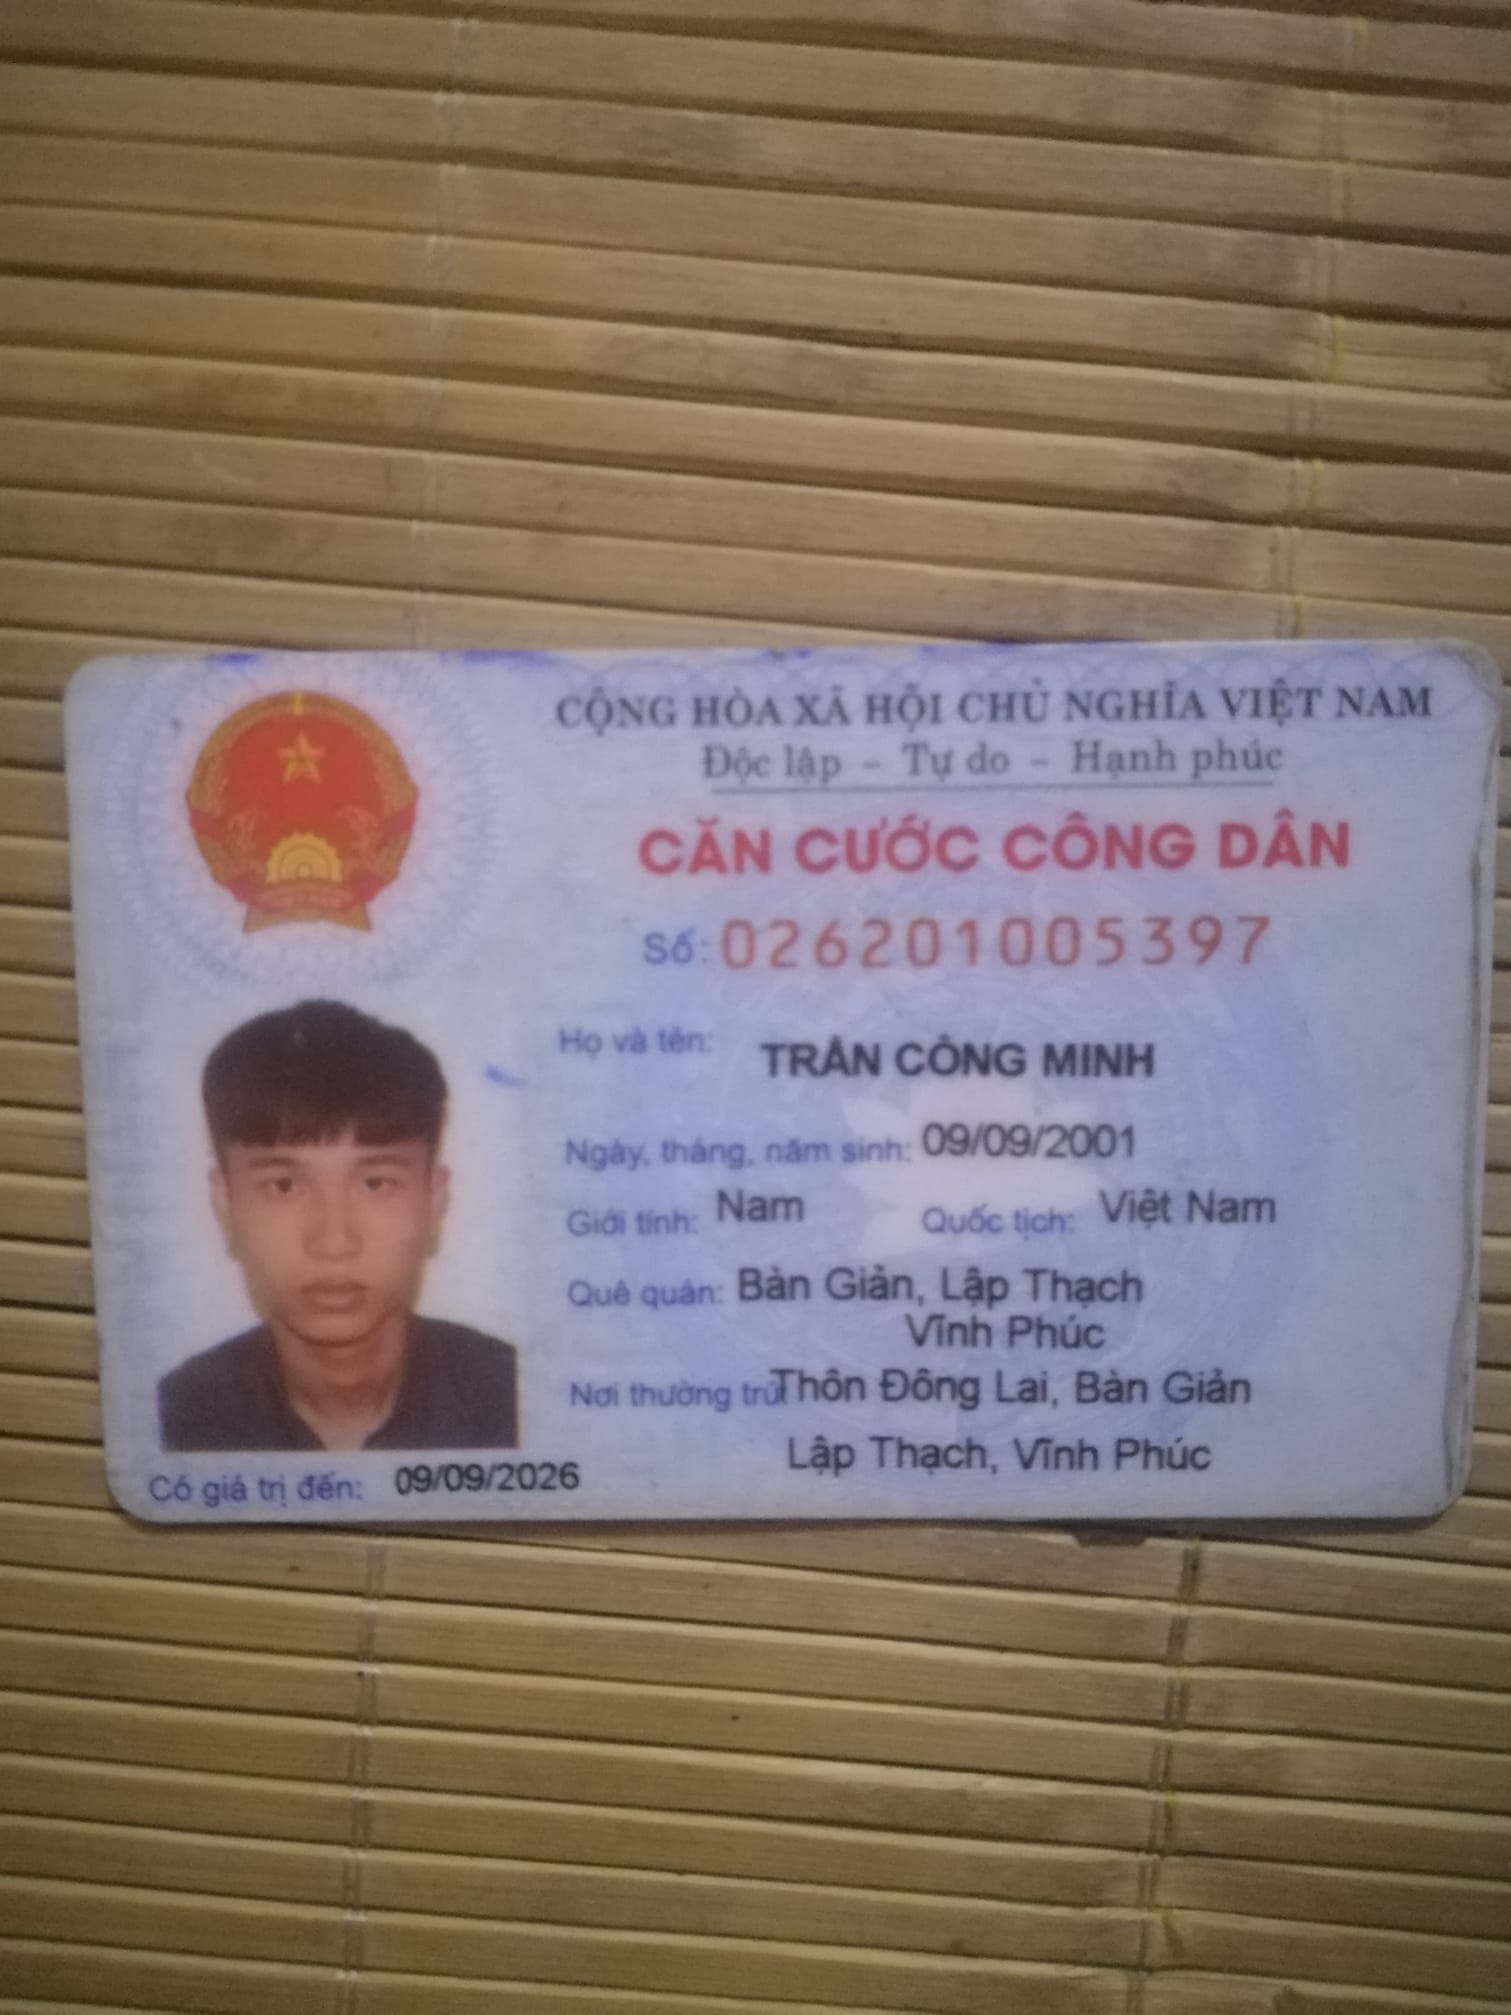 CỘNG HÒA XÃ HỘI CHỦ NGHĨA VIỆT NAM
Độc lập - Tự do - Hạnh phúc
CĂN CƯỚC CÔNG DÂN
Số: 026201005397
Họ và tên: TRẦN CÔNG MINH
Ngày, tháng, năm sinh: 09/09/2001
Giới tính: Nam Quốc tịch: Việt Nam
Quê quán: Bàn Giản, Lập Thạch
Vĩnh Phúc
Nơi thường trú: Thôn Đông Lai, Bàn Giản
Lập Thạch, Vĩnh Phúc
Có giá trị đến: 09/09/2026